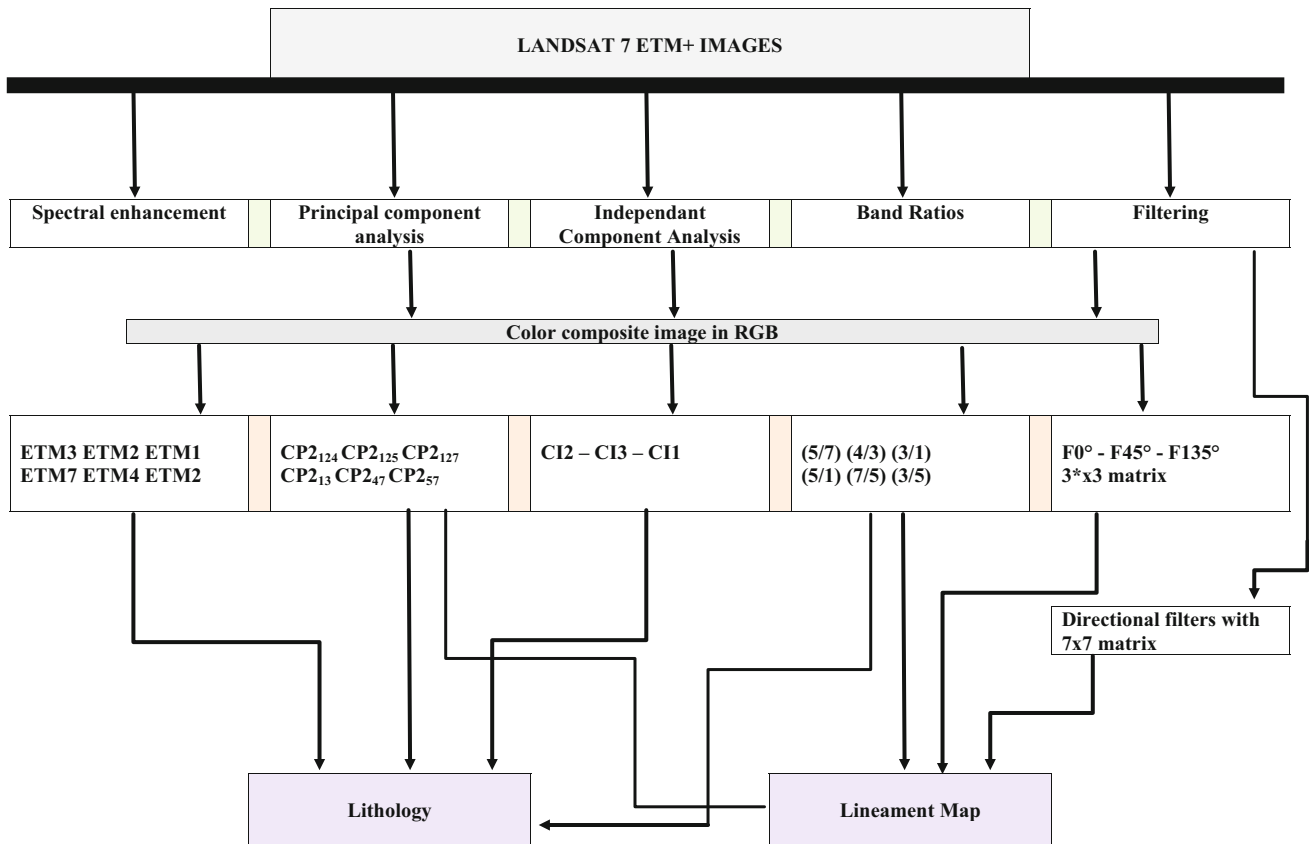 LANDSAT 7 ETM+ IMAGES
Spectral enhancement
Principal component
analysis
Independant
Component Analysis
Band Ratios
Filtering
Color composite image in RGB
ETM3 ETM2 ETM1
ETM7 ETM4 ETM2
CP2₁₂₄ CP2₁₂₅ CP2₁₂₇
CP2₁₃ CP2₄₇ CP2₅₇
CI2 – CI3 – CI1
(5/7) (4/3) (3/1)
(5/1) (7/5) (3/5)
F0° - F45° - F135°
3*x3 matrix
Directional filters with
7x7 matrix
Lithology
Lineament Map